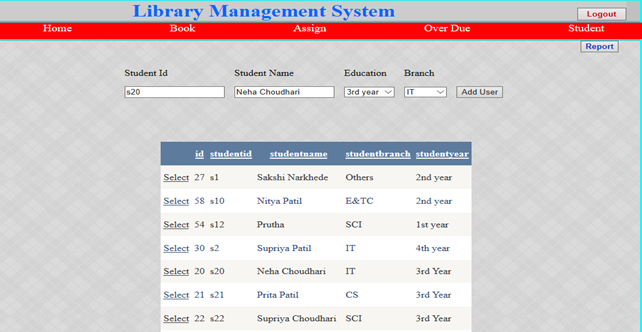 Library Management System
Logout
Home Book Assign Over Due Student
Report
Student Id Student Name Education Branch
s20 Neha Choudhari 3rd year IT Add User
id studentid studentname studentbranch studentyear
Select 27 s1 Sakshi Narkhede Others 2nd year
Select 58 s10 Nitya Patil E&TC 2nd year
Select 54 s12 Prutha SCI 1st year
Select 30 s2 Supriya Patil IT 4th year
Select 20 s20 Neha Choudhari IT 3rd Year
Select 21 s21 Prita Patil CS 3rd Year
Select 22 s22 Supriya Choudhari SCI 3rd Year